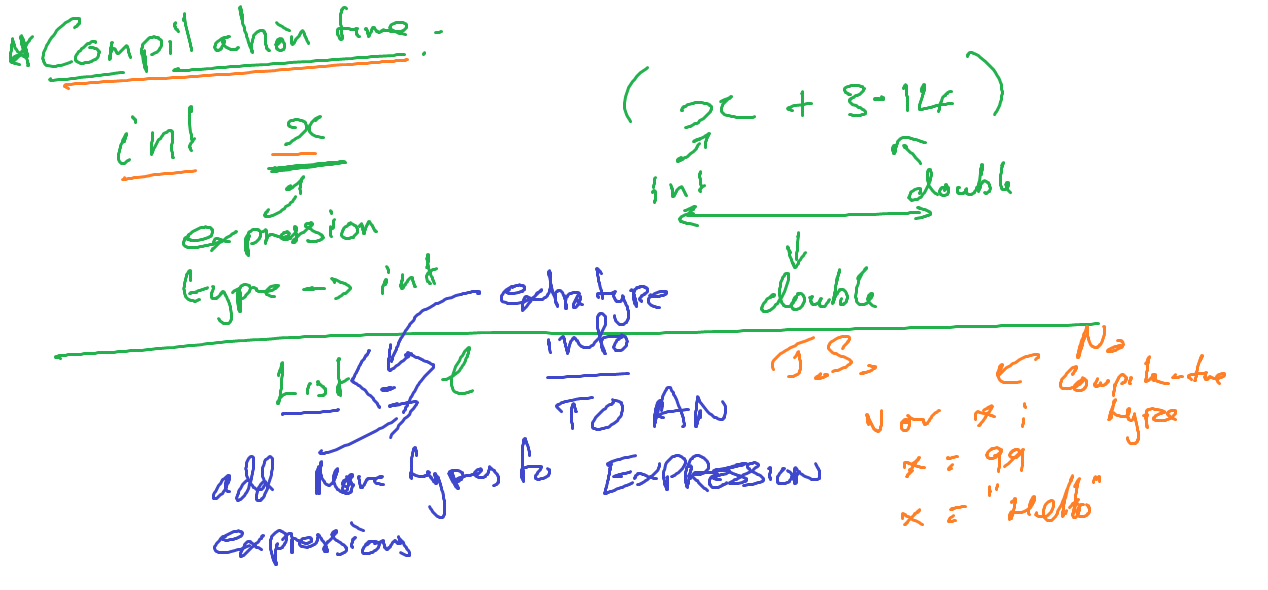 * Compilation time.
int x
expression
type -> int
( x + 3.14 )
int double
double
extra type
info
TO AN
EXPRESSION
List < - > l
add More types to
expressions
J.S.
No
Compile-time
type
var x ;
x = 99
x = "Hello"